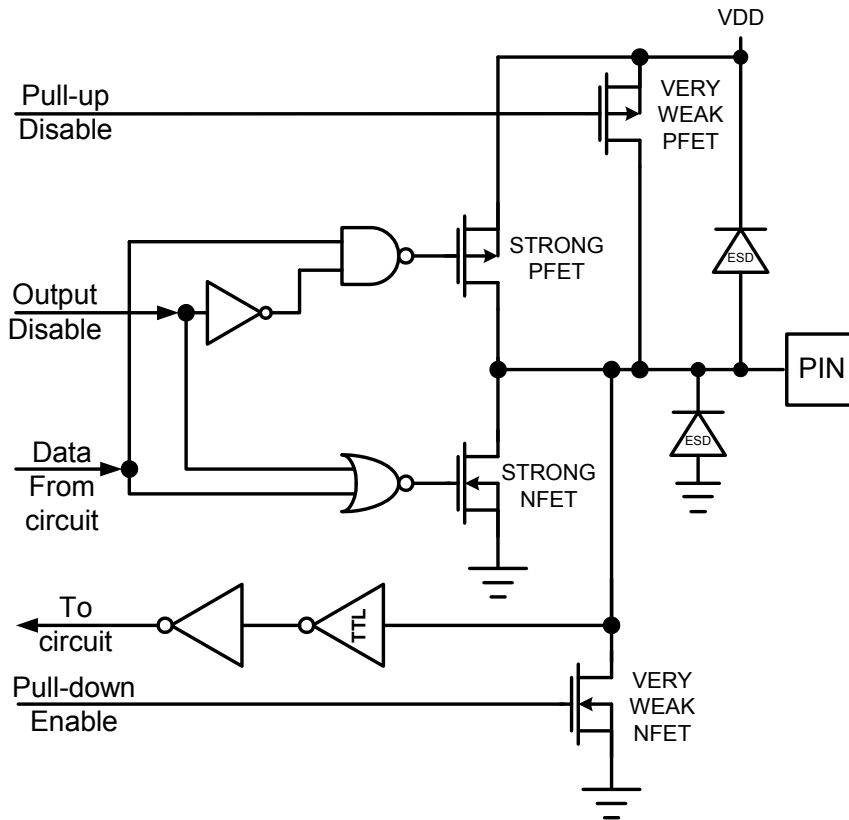 VDD
Pull-up
Disable
VERY
WEAK
PFET
STRONG
PFET
ESD
Output
Disable
PIN
ESD
Data
From
circuit
STRONG
NFET
To
circuit
TTL
Pull-down
Enable
VERY
WEAK
NFET